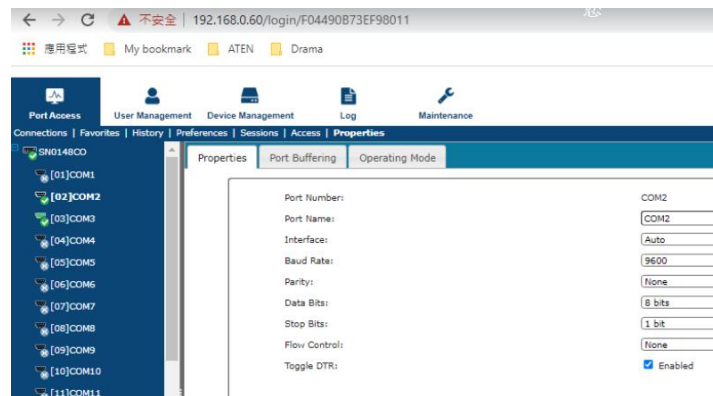 不安全 | 192.168.0.60/login/F04490B73EF98011
應用程式 My bookmark ATEN Drama
Port Access User Management Device Management Log Maintenance
Connections | Favorites | History | Preferences | Sessions | Access | Properties
SN0148CO
[01]COM1
[02]COM2
[03]COM3
[04]COM4
[05]COM5
[06]COM6
[07]COM7
[08]COM8
[09]COM9
[10]COM10
[11]COM11
Properties Port Buffering Operating Mode
Port Number: COM2
Port Name: COM2
Interface: Auto
Baud Rate: 9600
Parity: None
Data Bits: 8 bits
Stop Bits: 1 bit
Flow Control: None
Toggle DTR: Enabled